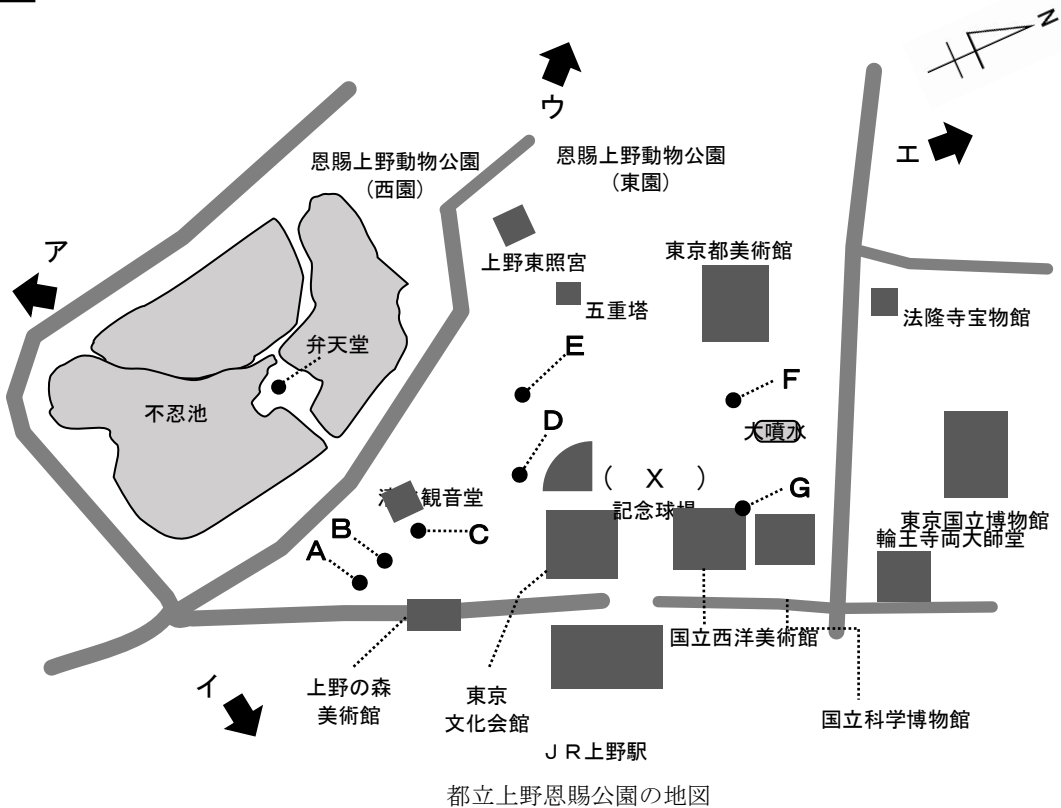 N
ウ
エ
恩賜上野動物公園
（西園）
恩賜上野動物公園
（東園）
ア
上野東照宮
東京都美術館
五重塔
法隆寺宝物館
弁天堂
E
F
不忍池
D
大噴水
（　X　）
記念球場
G
観音堂
B
A
C
東京国立博物館
輪王寺両大師堂
国立西洋美術館
イ
上野の森
美術館
東京
文化会館
国立科学博物館
ＪＲ上野駅
都立上野恩賜公園の地図